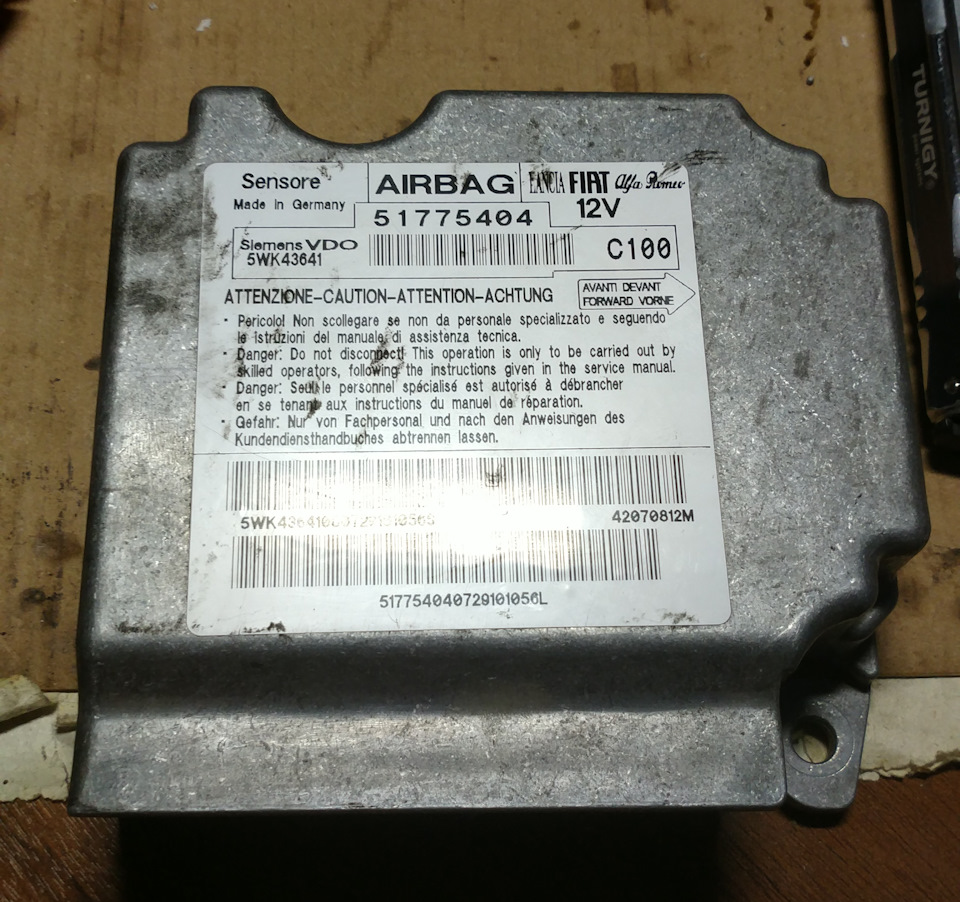 Sensore AIRBAG LANCIA FIAT Alfa Romeo
Made in Germany 51775404 12V
Siemens VDO C100
5WK43641
ATTENZIONE-CAUTION-ATTENTION-ACHTUNG
AVANTI DEVANT
FORWARD VORNE
· Pericolo! Non scollegare se non da personale specializzato e seguendo
le istruzioni del manuale di assistenza tecnica.
· Danger: Do not disconnect! This operation is only to be carried out by
skilled operators, following the instructions given in the service manual.
· Danger: Seul le personnel spécialisé est autorisé à débrancher
en se tenant aux instructions du manuel de réparation.
· Gefahr: Nur von Fachpersonal und nach den Anweisungen des
Kundendiensthandbuches abtrennen lassen.
42070812M
517754040729101056L
TURNIGY